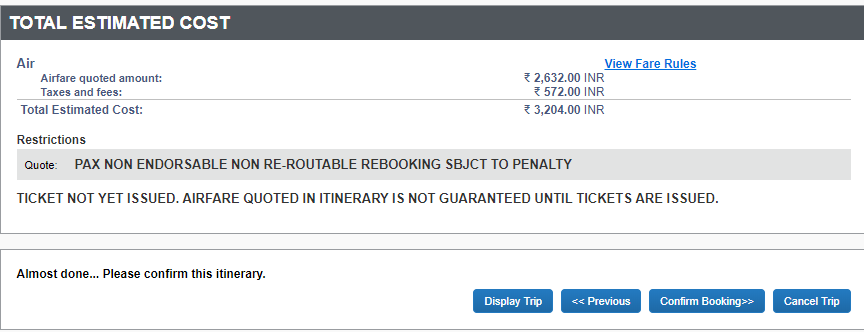 TOTAL ESTIMATED COST
Air View Fare Rules
Airfare quoted amount: ₹ 2,632.00 INR
Taxes and fees: ₹ 572.00 INR
Total Estimated Cost: ₹ 3,204.00 INR
Restrictions
Quote: PAX NON ENDORSABLE NON RE-ROUTABLE REBOOKING SBJCT TO PENALTY
TICKET NOT YET ISSUED. AIRFARE QUOTED IN ITINERARY IS NOT GUARANTEED UNTIL TICKETS ARE ISSUED.
Almost done... Please confirm this itinerary.
Display Trip << Previous Confirm Booking>> Cancel Trip